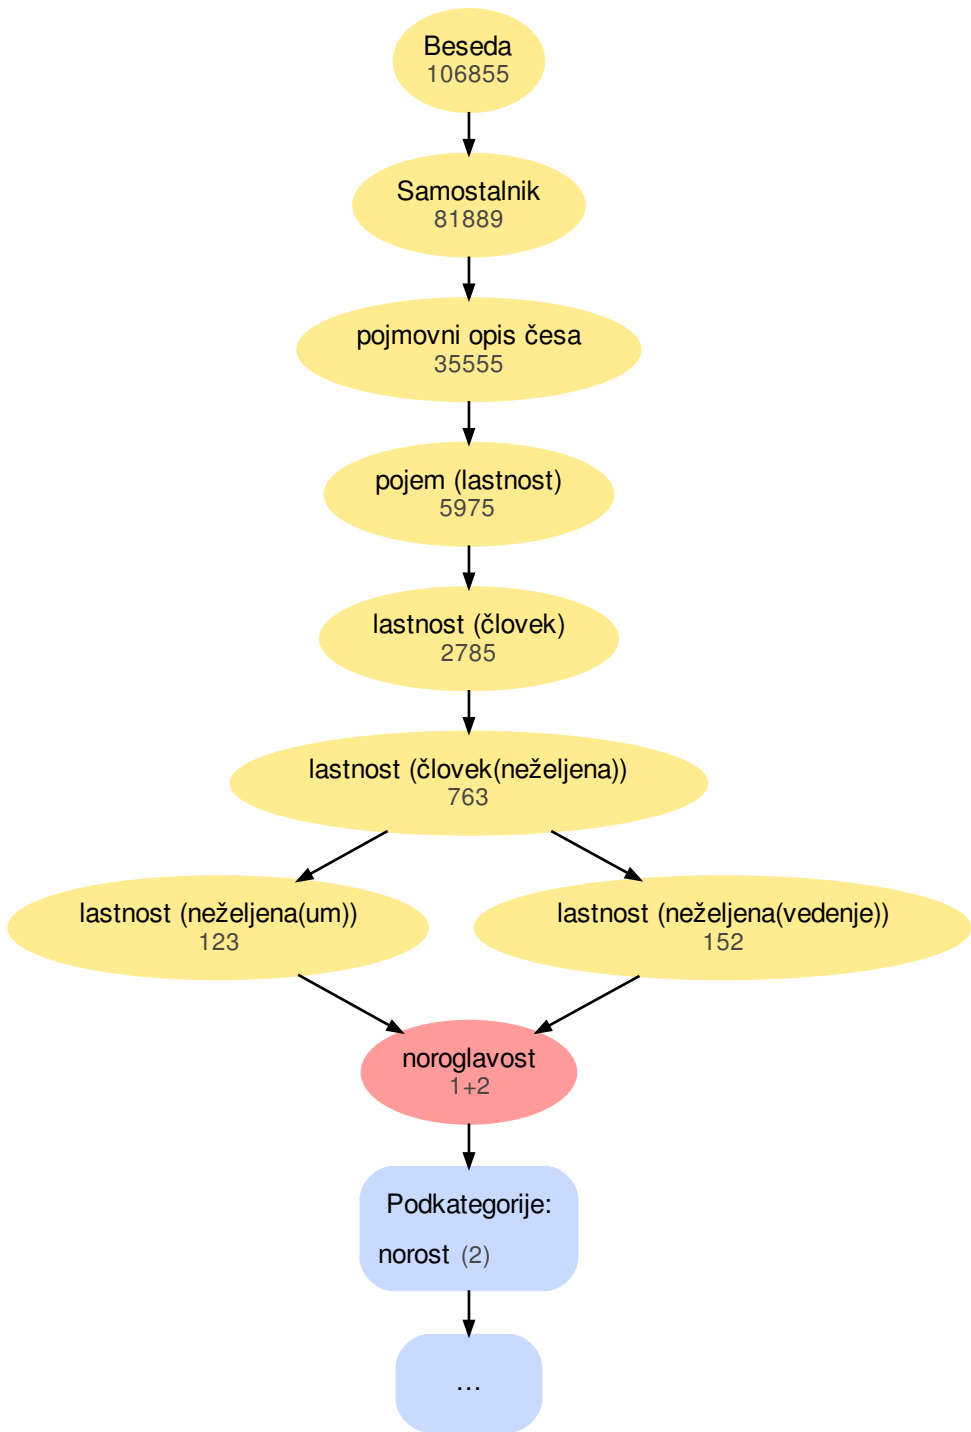 Beseda
106855
Samostalnik
81889
pojmovni opis česa
35555
pojem (lastnost)
5975
lastnost (človek)
2785
lastnost (človek(neželjena))
763
lastnost (neželjena(um))
123
lastnost (neželjena(vedenje))
152
noroglavost
1+2
Podkategorije:
norost (2)
...